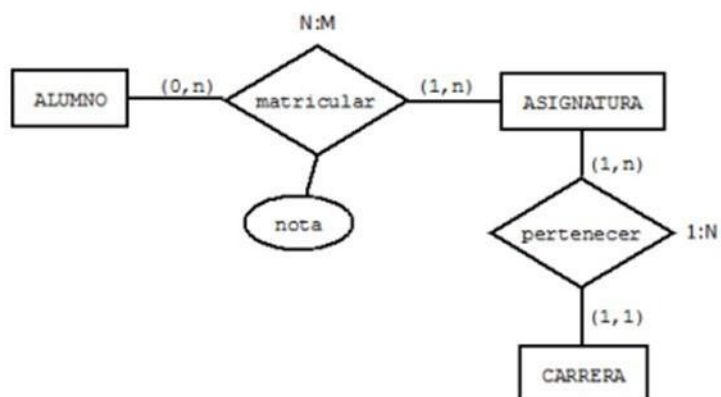 N:M
ALUMNO
(0,n)
matricular
(1,n)
ASIGNATURA
nota
(1,n)
pertenecer
1:N
(1,1)
CARRERA